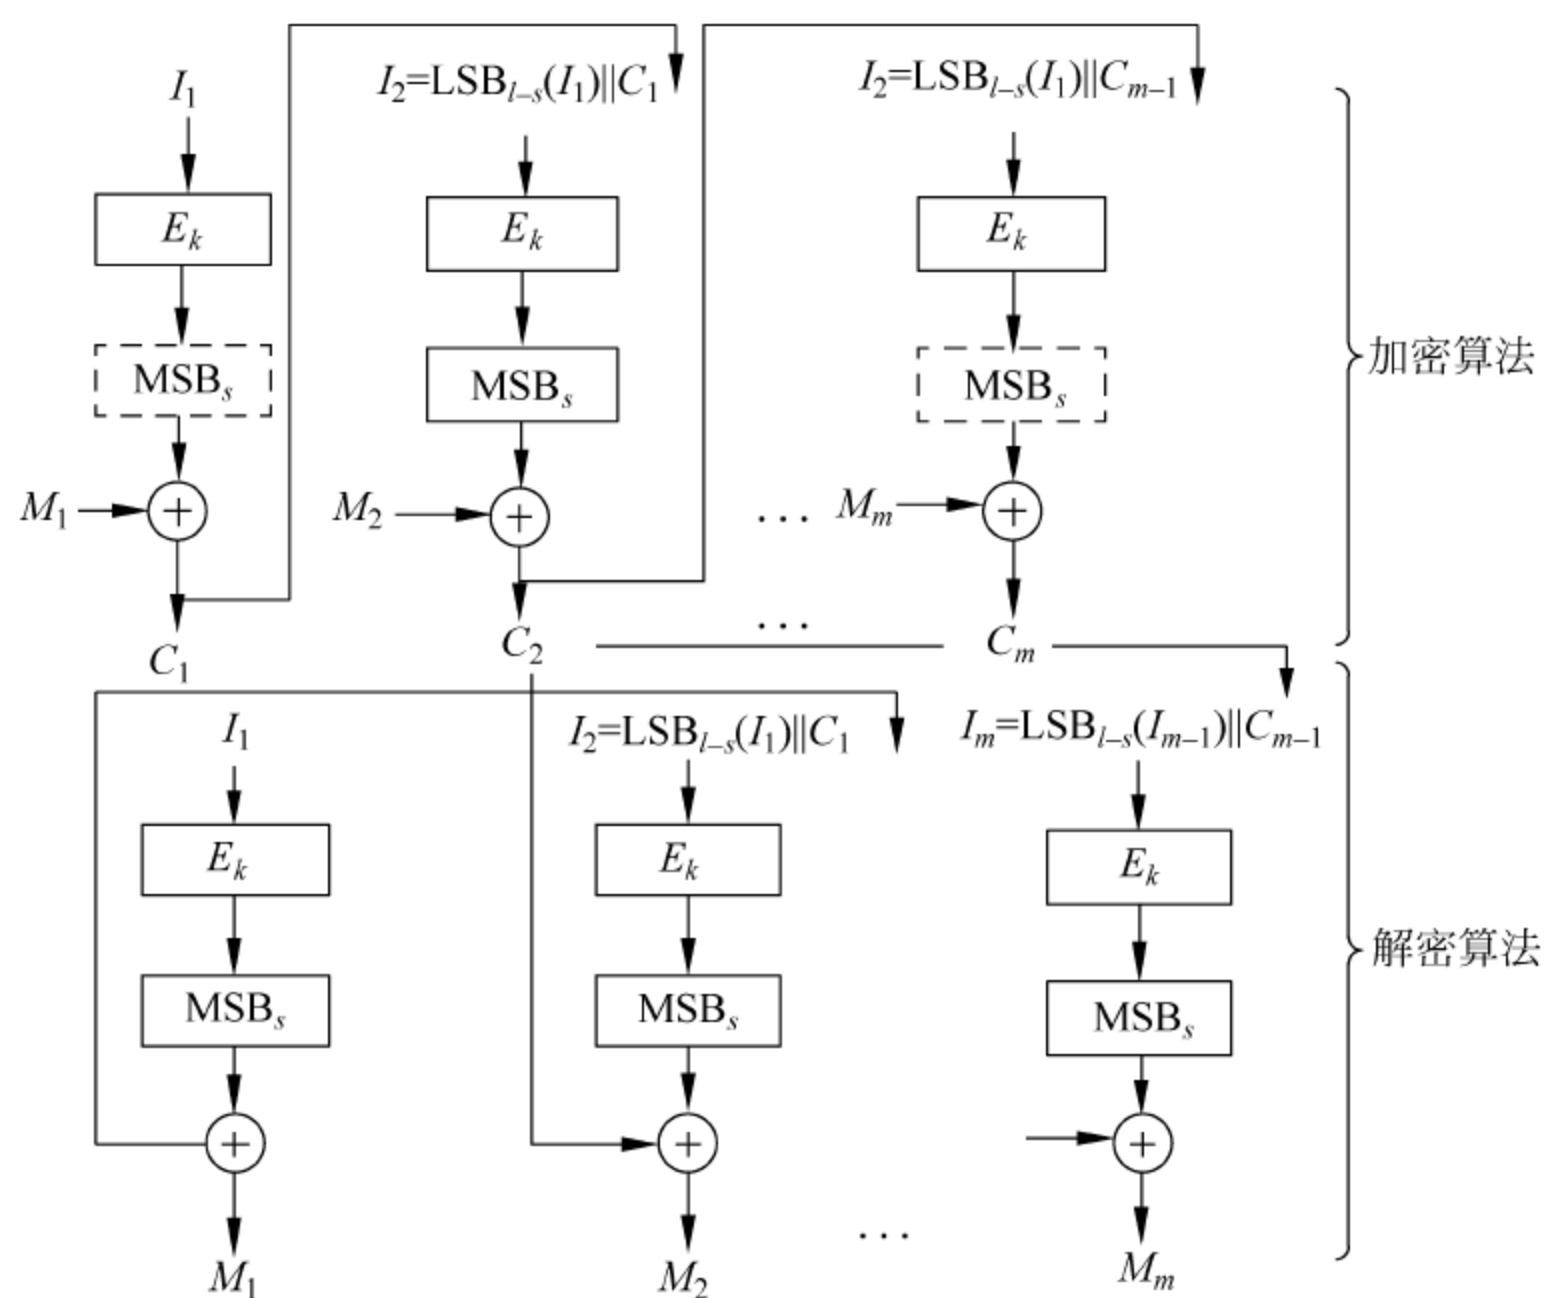 I₁
I₂=LSBₗ₋ₛ(I₁)||C₁
I₂=LSBₗ₋ₛ(I₁)||Cₘ₋₁
Eₖ
Eₖ
Eₖ
MSBₛ
MSBₛ
MSBₛ
加密算法
M₁
+
M₂
+
...
Mₘ
+
C₁
C₂
...
Cₘ
I₁
I₂=LSBₗ₋ₛ(I₁)||C₁
Iₘ=LSBₗ₋ₛ(Iₘ₋₁)||Cₘ₋₁
Eₖ
Eₖ
Eₖ
解密算法
MSBₛ
MSBₛ
MSBₛ
+
+
+
M₁
M₂
...
Mₘ